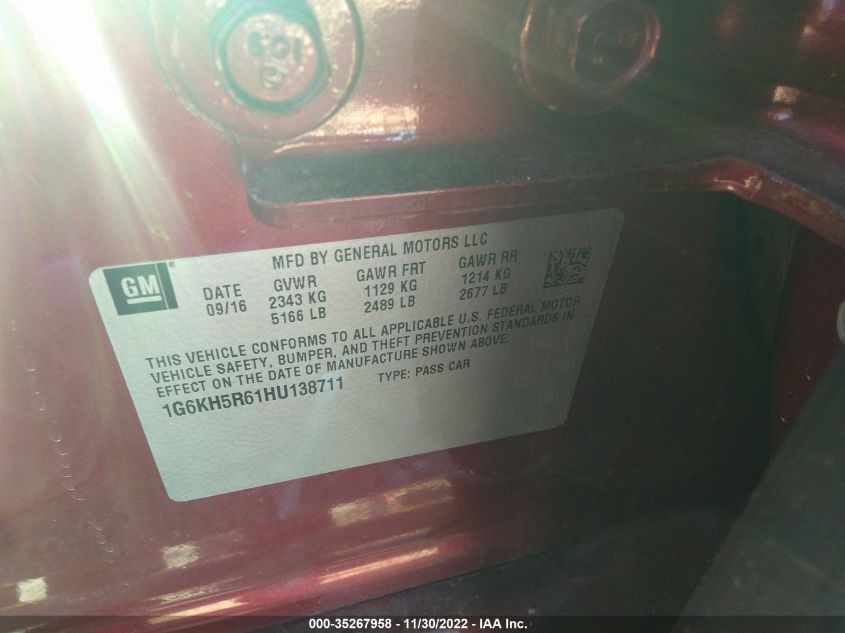 MFD BY GENERAL MOTORS LLC
GM
DATE GVWR GAWR FRT GAWR RR
09/16 2343 KG 1129 KG 1214 KG
5166 LB 2489 LB 2677 LB
THIS VEHICLE CONFORMS TO ALL APPLICABLE U.S. FEDERAL MOTOR
VEHICLE SAFETY, BUMPER, AND THEFT PREVENTION STANDARDS IN
EFFECT ON THE DATE OF MANUFACTURE SHOWN ABOVE.
1G6KH5R61HU138711 TYPE: PASS CAR
000-35267958 - 11/30/2022 - IAA Inc.